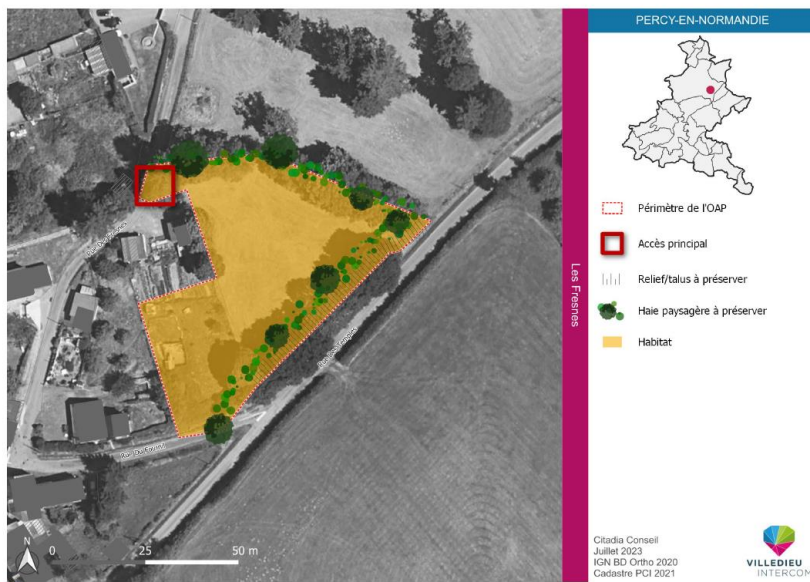 PERCY-EN-NORMANDIE
Les Fresnes
Périmètre de l'OAP
Accès principal
Relief/talus à préserver
Haie paysagère à préserver
Habitat
N
0 25 50 m
Citadia Conseil
Juillet 2023
IGN BD Ortho 2020
Cadastre PCI 2021
VILLEDIEU
INTERCOM